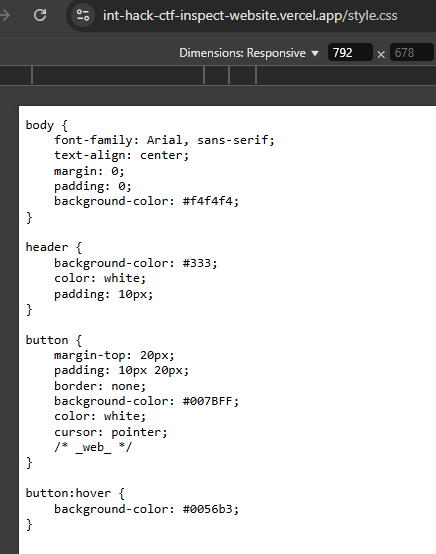 int-hack-ctf-inspect-website.vercel.app/style.css
Dimensions: Responsive ▼ 792 × 678
body {
    font-family: Arial, sans-serif;
    text-align: center;
    margin: 0;
    padding: 0;
    background-color: #f4f4f4;
}
header {
    background-color: #333;
    color: white;
    padding: 10px;
}
button {
    margin-top: 20px;
    padding: 10px 20px;
    border: none;
    background-color: #007BFF;
    color: white;
    cursor: pointer;
    /* _web_ */
}
button:hover {
    background-color: #0056b3;
}